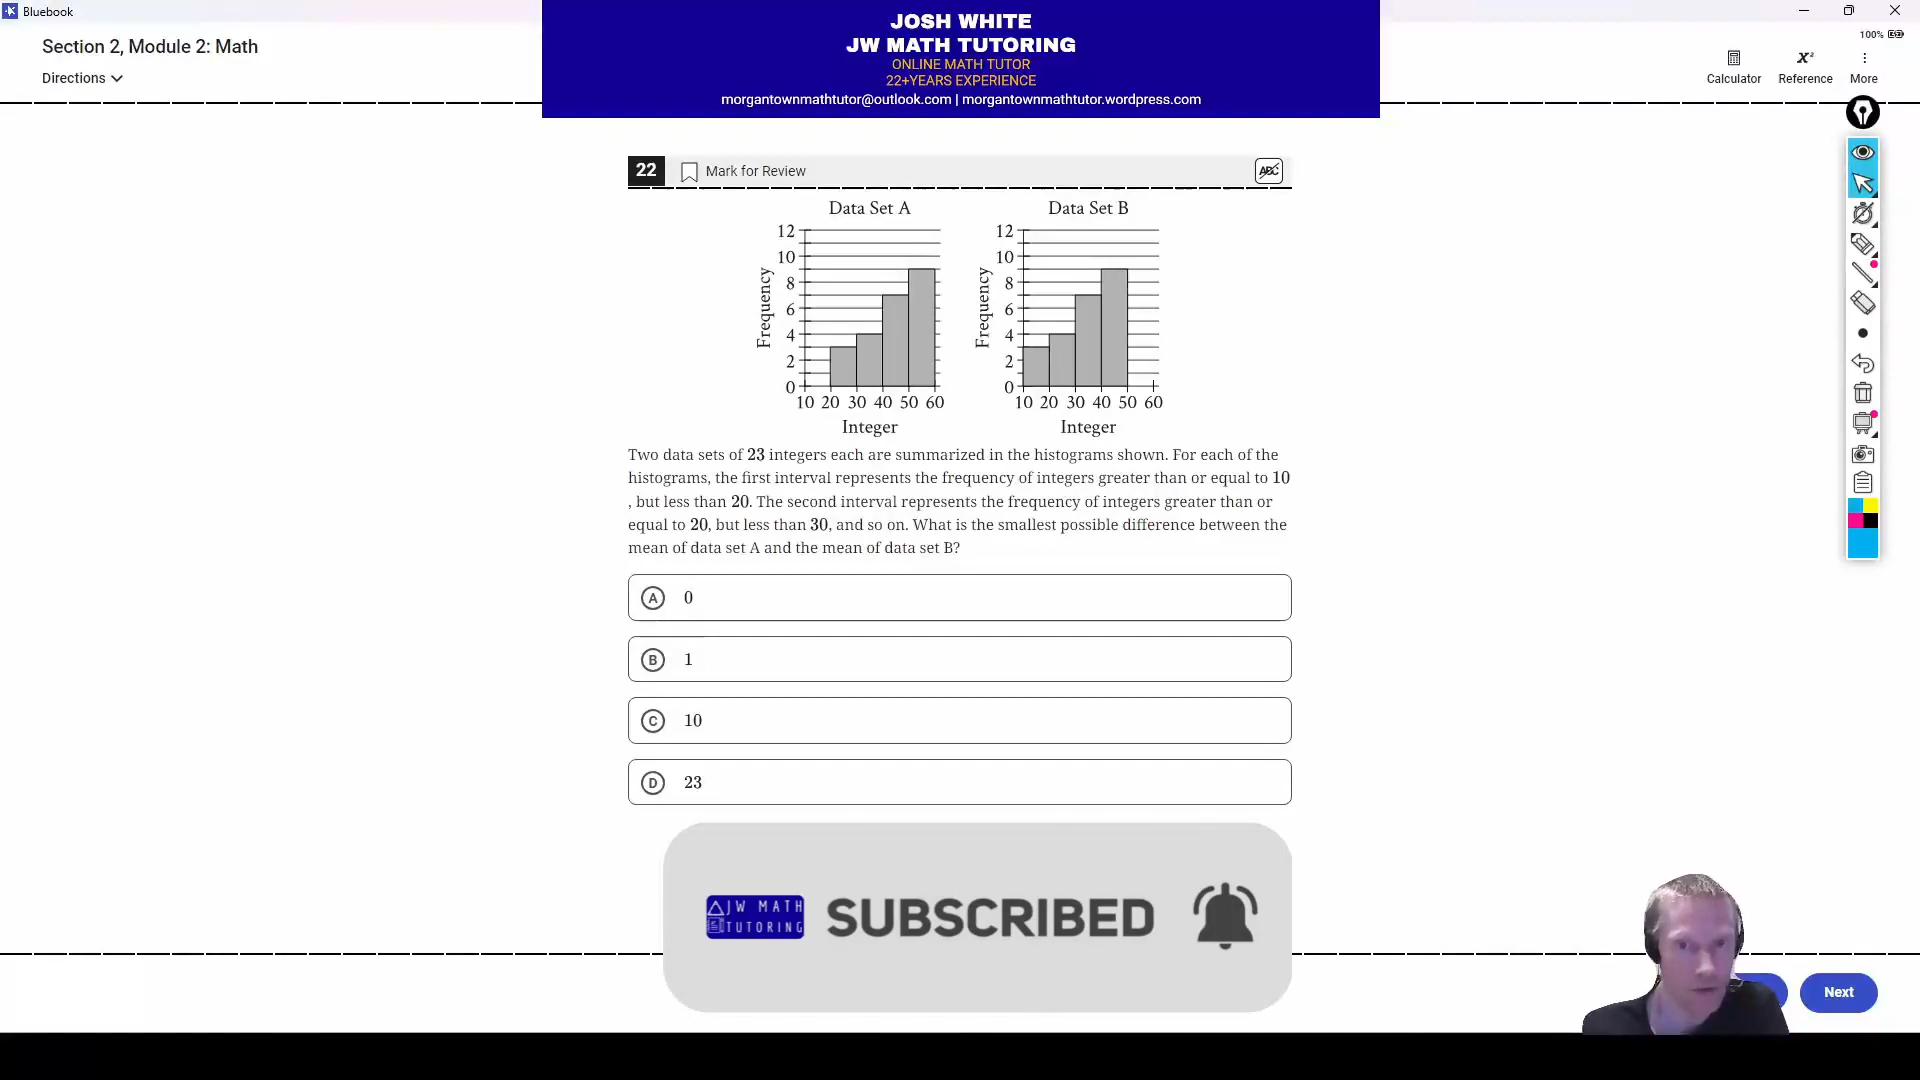 Bluebook
JOSH WHITE
JW MATH TUTORING
ONLINE MATH TUTOR
22+YEARS EXPERIENCE
morgantownmathtutor@outlook.com | morgantownmathtutor.wordpress.com
Section 2, Module 2: Math
Directions
100%
Calculator
Reference
More
22
Mark for Review
ABC
Data Set A
12
10
8
6
4
2
0
10 20 30 40 50 60
Frequency
Integer
Data Set B
12
10
8
6
4
2
0
10 20 30 40 50 60
Frequency
Integer
Two data sets of 23 integers each are summarized in the histograms shown. For each of the
histograms, the first interval represents the frequency of integers greater than or equal to 10
, but less than 20. The second interval represents the frequency of integers greater than or
equal to 20, but less than 30, and so on. What is the smallest possible difference between the
mean of data set A and the mean of data set B?
A 0
B 1
C 10
D 23
JW MATH
TUTORING
SUBSCRIBED
Next